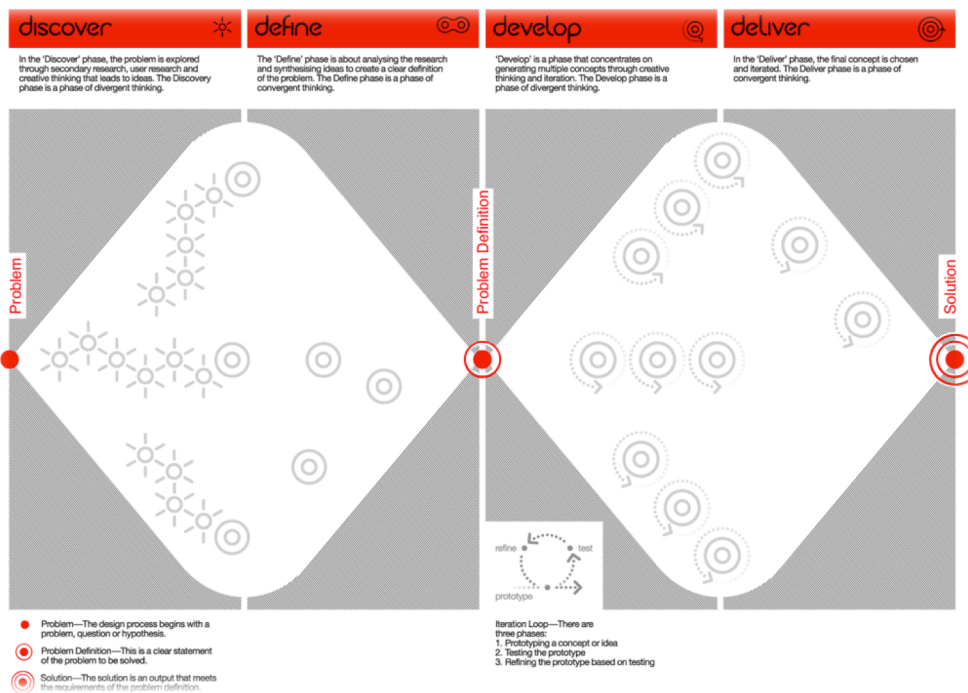 discover
define
develop
deliver
In the 'Discover' phase, the problem is explored
through secondary research, user research and
creative thinking that leads to ideas. The Discovery
phase is a phase of divergent thinking.
The 'Define' phase is about analysing the research
and synthesising ideas to create a clear definition
of the problem. The Define phase is a phase of
convergent thinking.
'Develop' is a phase that concentrates on
generating multiple concepts through creative
thinking and iteration. The Develop phase is a
phase of divergent thinking.
In the 'Deliver' phase, the final concept is chosen
and iterated. The Deliver phase is a phase of
convergent thinking.
Problem
Problem Definition
Solution
refine
test
prototype
Problem—The design process begins with a
problem, question or hypothesis.
Problem Definition—This is a clear statement
of the problem to be solved.
Solution—The solution is an output that meets
the requirements of the problem definition.
Iteration Loop—There are
three phases:
1. Prototyping a concept or idea
2. Testing the prototype
3. Refining the prototype based on testing